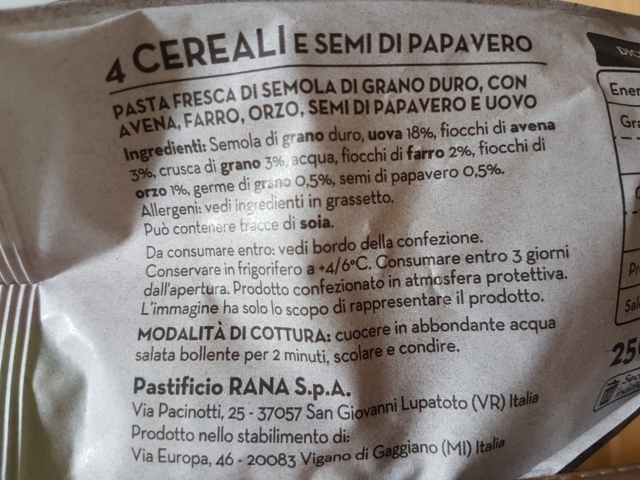 4 CEREALI E SEMI DI PAPAVERO
PASTA FRESCA DI SEMOLA DI GRANO DURO, CON
AVENA, FARRO, ORZO, SEMI DI PAPAVERO E UOVO
Ingredienti: Semola di grano duro, uova 18%, fiocchi di avena
3%, crusca di grano 3%, acqua, fiocchi di farro 2%, fiocchi di
orzo 1%, germe di grano 0,5%, semi di papavero 0,5%.
Allergeni: vedi ingredienti in grassetto.
Può contenere tracce di soia.
Da consumare entro: vedi bordo della confezione.
Conservare in frigorifero a +4/6°C. Consumare entro 3 giorni
dall'apertura. Prodotto confezionato in atmosfera protettiva.
L'immagine ha solo lo scopo di rappresentare il prodotto.
MODALITÀ DI COTTURA: cuocere in abbondante acqua
salata bollente per 2 minuti, scolare e condire.
Pastificio RANA S.p.A.
Via Pacinotti, 25 - 37057 San Giovanni Lupatoto (VR) Italia
Prodotto nello stabilimento di:
Via Europa, 46 - 20083 Vigano di Gaggiano (MI) Italia
DIC
Ener
Gra
Pr
Sal